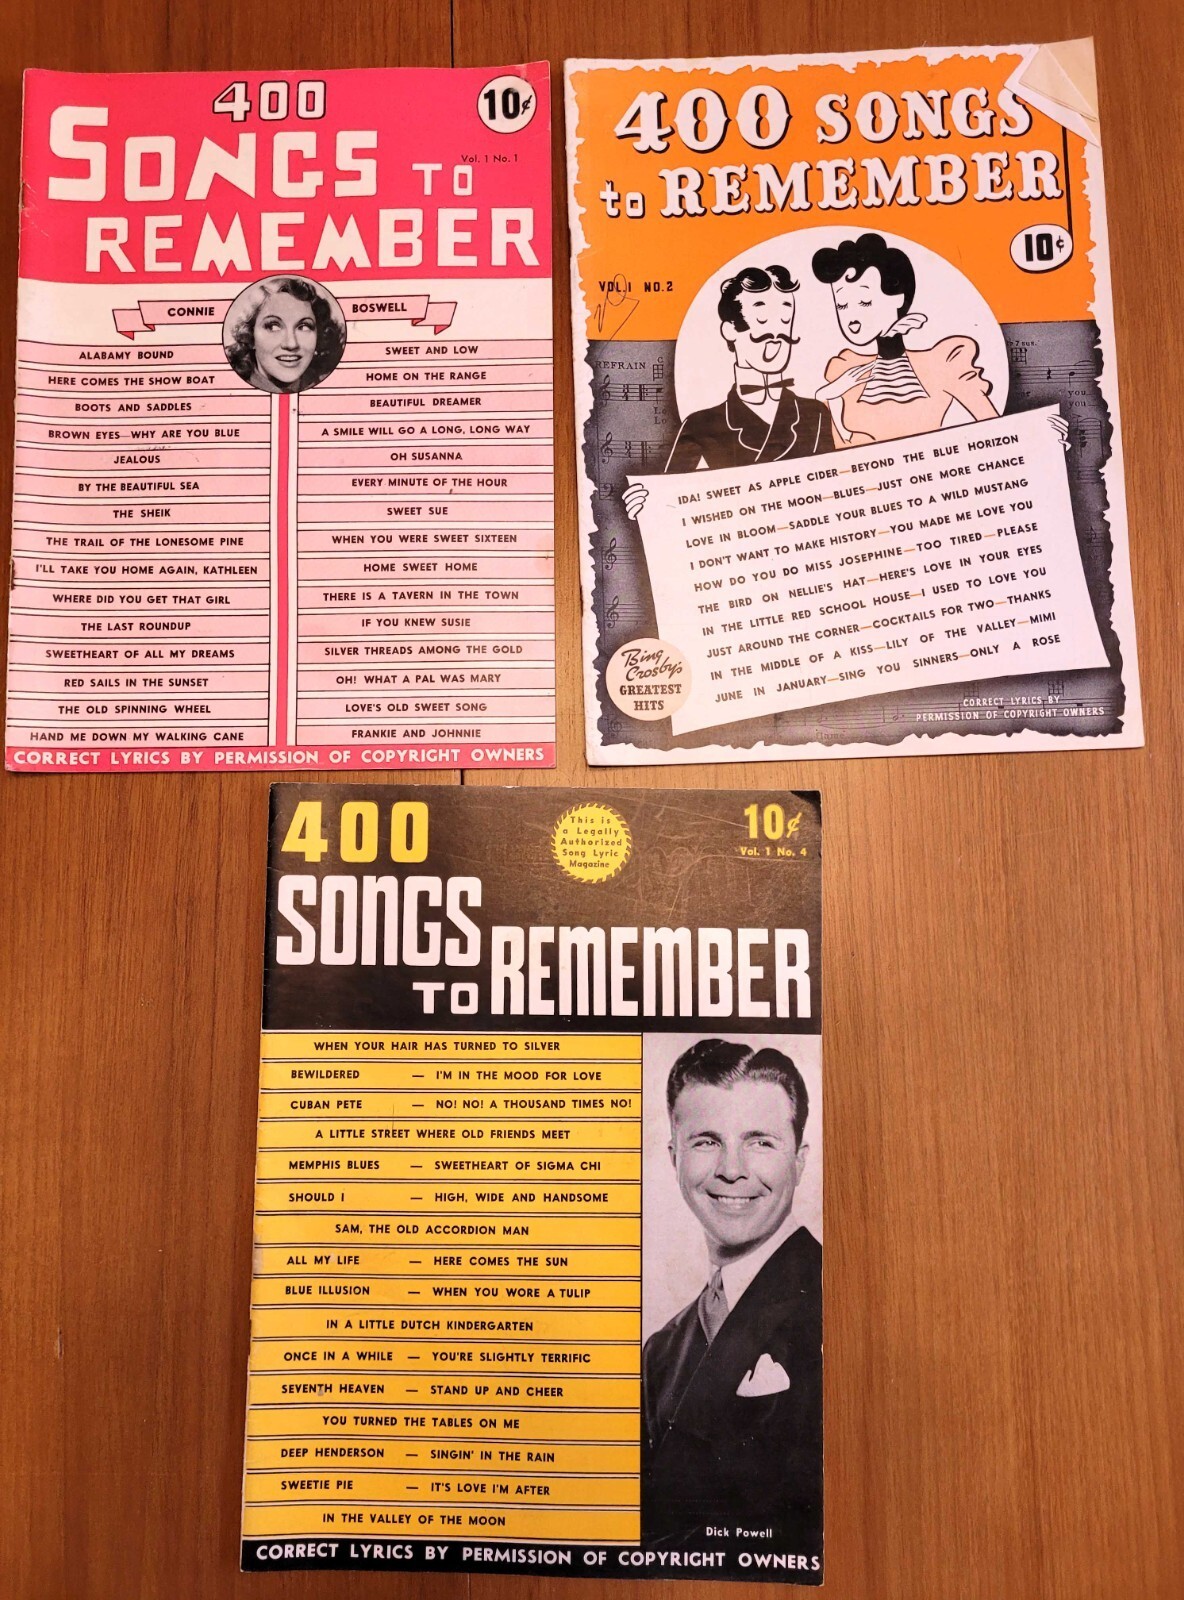 400
SONGS TO
REMEMBER
10¢
Vol. 1 No. 1
CONNIE BOSWELL
ALABAMY BOUND
HERE COMES THE SHOW BOAT
BOOTS AND SADDLES
BROWN EYES—WHY ARE YOU BLUE
JEALOUS
BY THE BEAUTIFUL SEA
THE SHEIK
THE TRAIL OF THE LONESOME PINE
I'LL TAKE YOU HOME AGAIN, KATHLEEN
WHERE DID YOU GET THAT GIRL
THE LAST ROUNDUP
SWEETHEART OF ALL MY DREAMS
RED SAILS IN THE SUNSET
THE OLD SPINNING WHEEL
HAND ME DOWN MY WALKING CANE
SWEET AND LOW
HOME ON THE RANGE
BEAUTIFUL DREAMER
A SMILE WILL GO A LONG, LONG WAY
OH SUSANNA
EVERY MINUTE OF THE HOUR
SWEET SUE
WHEN YOU WERE SWEET SIXTEEN
HOME SWEET HOME
THERE IS A TAVERN IN THE TOWN
IF YOU KNEW SUSIE
SILVER THREADS AMONG THE GOLD
OH! WHAT A PAL WAS MARY
LOVE'S OLD SWEET SONG
FRANKIE AND JOHNNIE
CORRECT LYRICS BY PERMISSION OF COPYRIGHT OWNERS
400 SONGS
to REMEMBER
10¢
VOL.1 NO.2
REFRAIN
you
you
IDA! SWEET AS APPLE CIDER—BEYOND THE BLUE HORIZON
I WISHED ON THE MOON—BLUES—JUST ONE MORE CHANCE
LOVE IN BLOOM—SADDLE YOUR BLUES TO A WILD MUSTANG
I DON'T WANT TO MAKE HISTORY—YOU MADE ME LOVE YOU
HOW DO YOU DO MISS JOSEPHINE—TOO TIRED—PLEASE
THE BIRD ON NELLIE'S HAT—HERE'S LOVE IN YOUR EYES
IN THE LITTLE RED SCHOOL HOUSE—I USED TO LOVE YOU
JUST AROUND THE CORNER—COCKTAILS FOR TWO—THANKS
IN THE MIDDLE OF A KISS—LILY OF THE VALLEY—MIMI
JUNE IN JANUARY—SING YOU SINNERS—ONLY A ROSE
Bing
Crosby's
GREATEST
HITS
CORRECT LYRICS BY
PERMISSION OF COPYRIGHT OWNERS
400
SONGS
TO REMEMBER
This is
a Legally
Authorized
Song Lyric
Magazine
10¢
Vol. 1 No. 4
WHEN YOUR HAIR HAS TURNED TO SILVER
BEWILDERED — I'M IN THE MOOD FOR LOVE
CUBAN PETE — NO! NO! A THOUSAND TIMES NO!
A LITTLE STREET WHERE OLD FRIENDS MEET
MEMPHIS BLUES — SWEETHEART OF SIGMA CHI
SHOULD I — HIGH, WIDE AND HANDSOME
SAM, THE OLD ACCORDION MAN
ALL MY LIFE — HERE COMES THE SUN
BLUE ILLUSION — WHEN YOU WORE A TULIP
IN A LITTLE DUTCH KINDERGARTEN
ONCE IN A WHILE — YOU'RE SLIGHTLY TERRIFIC
SEVENTH HEAVEN — STAND UP AND CHEER
YOU TURNED THE TABLES ON ME
DEEP HENDERSON — SINGIN' IN THE RAIN
SWEETIE PIE — IT'S LOVE I'M AFTER
IN THE VALLEY OF THE MOON
Dick Powell
CORRECT LYRICS BY PERMISSION OF COPYRIGHT OWNERS